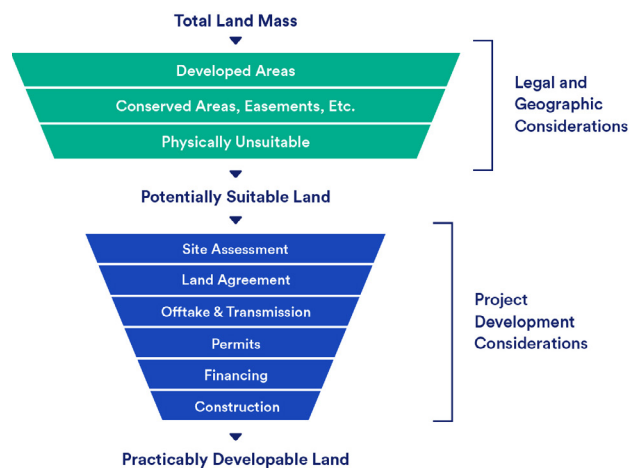 Total Land Mass
Developed Areas
Conserved Areas, Easements, Etc.
Physically Unsuitable
Legal and
Geographic
Considerations
Potentially Suitable Land
Site Assessment
Land Agreement
Offtake & Transmission
Permits
Financing
Construction
Project
Development
Considerations
Practicably Developable Land